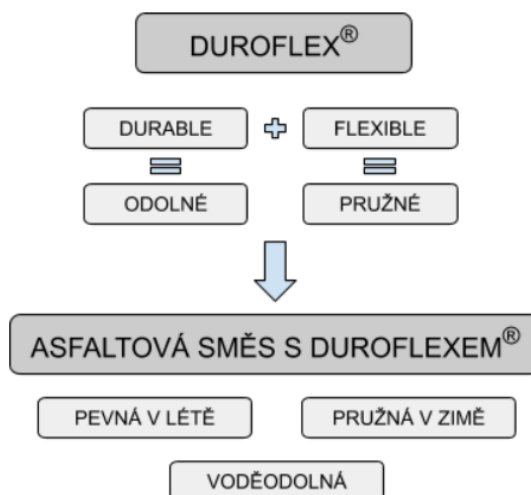 DUROFLEX®
DURABLE + FLEXIBLE
= =
ODOLNÉ PRUŽNÉ
ASFALTOVÁ SMĚS S DUROFLEXEM®
PEVNÁ V LÉTĚ PRUŽNÁ V ZIMĚ
VODĚODOLNÁ